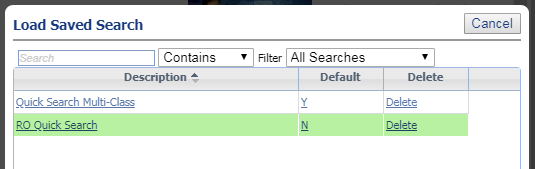 Load Saved Search Cancel
Search Contains Filter All Searches
Description Default Delete
Quick Search Multi-Class Y Delete
RO Quick Search N Delete